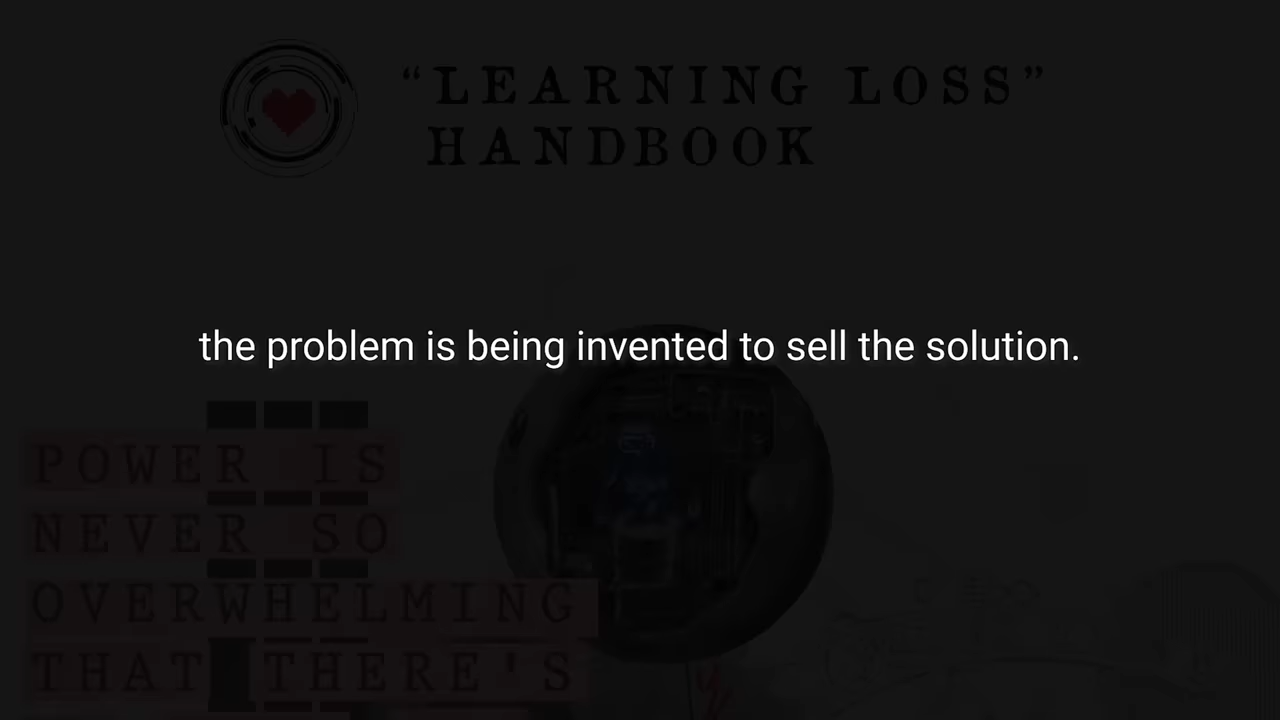 “LEARNING LOSS”
HANDBOOK
the problem is being invented to sell the solution.
POWER IS
NEVER SO
OVERWHELMING
THAT THERE'S